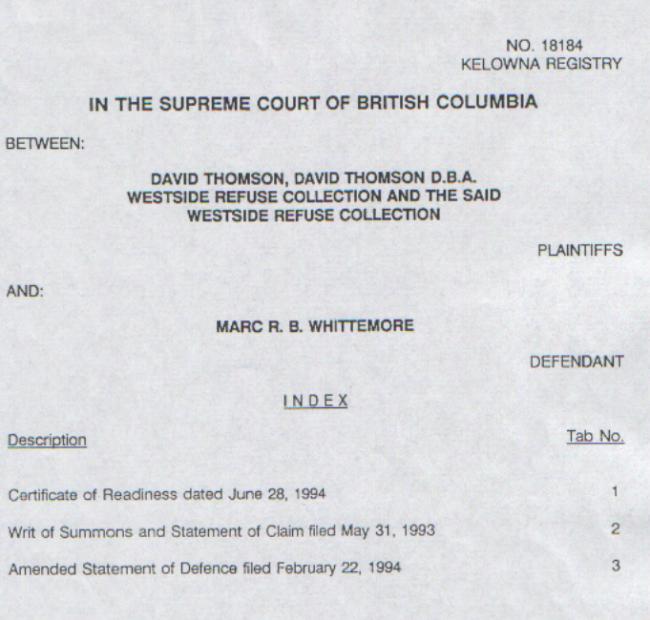 NO. 18184
KELOWNA REGISTRY
IN THE SUPREME COURT OF BRITISH COLUMBIA
BETWEEN:
DAVID THOMSON, DAVID THOMSON D.B.A.
WESTSIDE REFUSE COLLECTION AND THE SAID
WESTSIDE REFUSE COLLECTION
PLAINTIFFS
AND:
MARC R. B. WHITTEMORE
DEFENDANT
INDEX
Description Tab No.
Certificate of Readiness dated June 28, 1994 1
Writ of Summons and Statement of Claim filed May 31, 1993 2
Amended Statement of Defence filed February 22, 1994 3